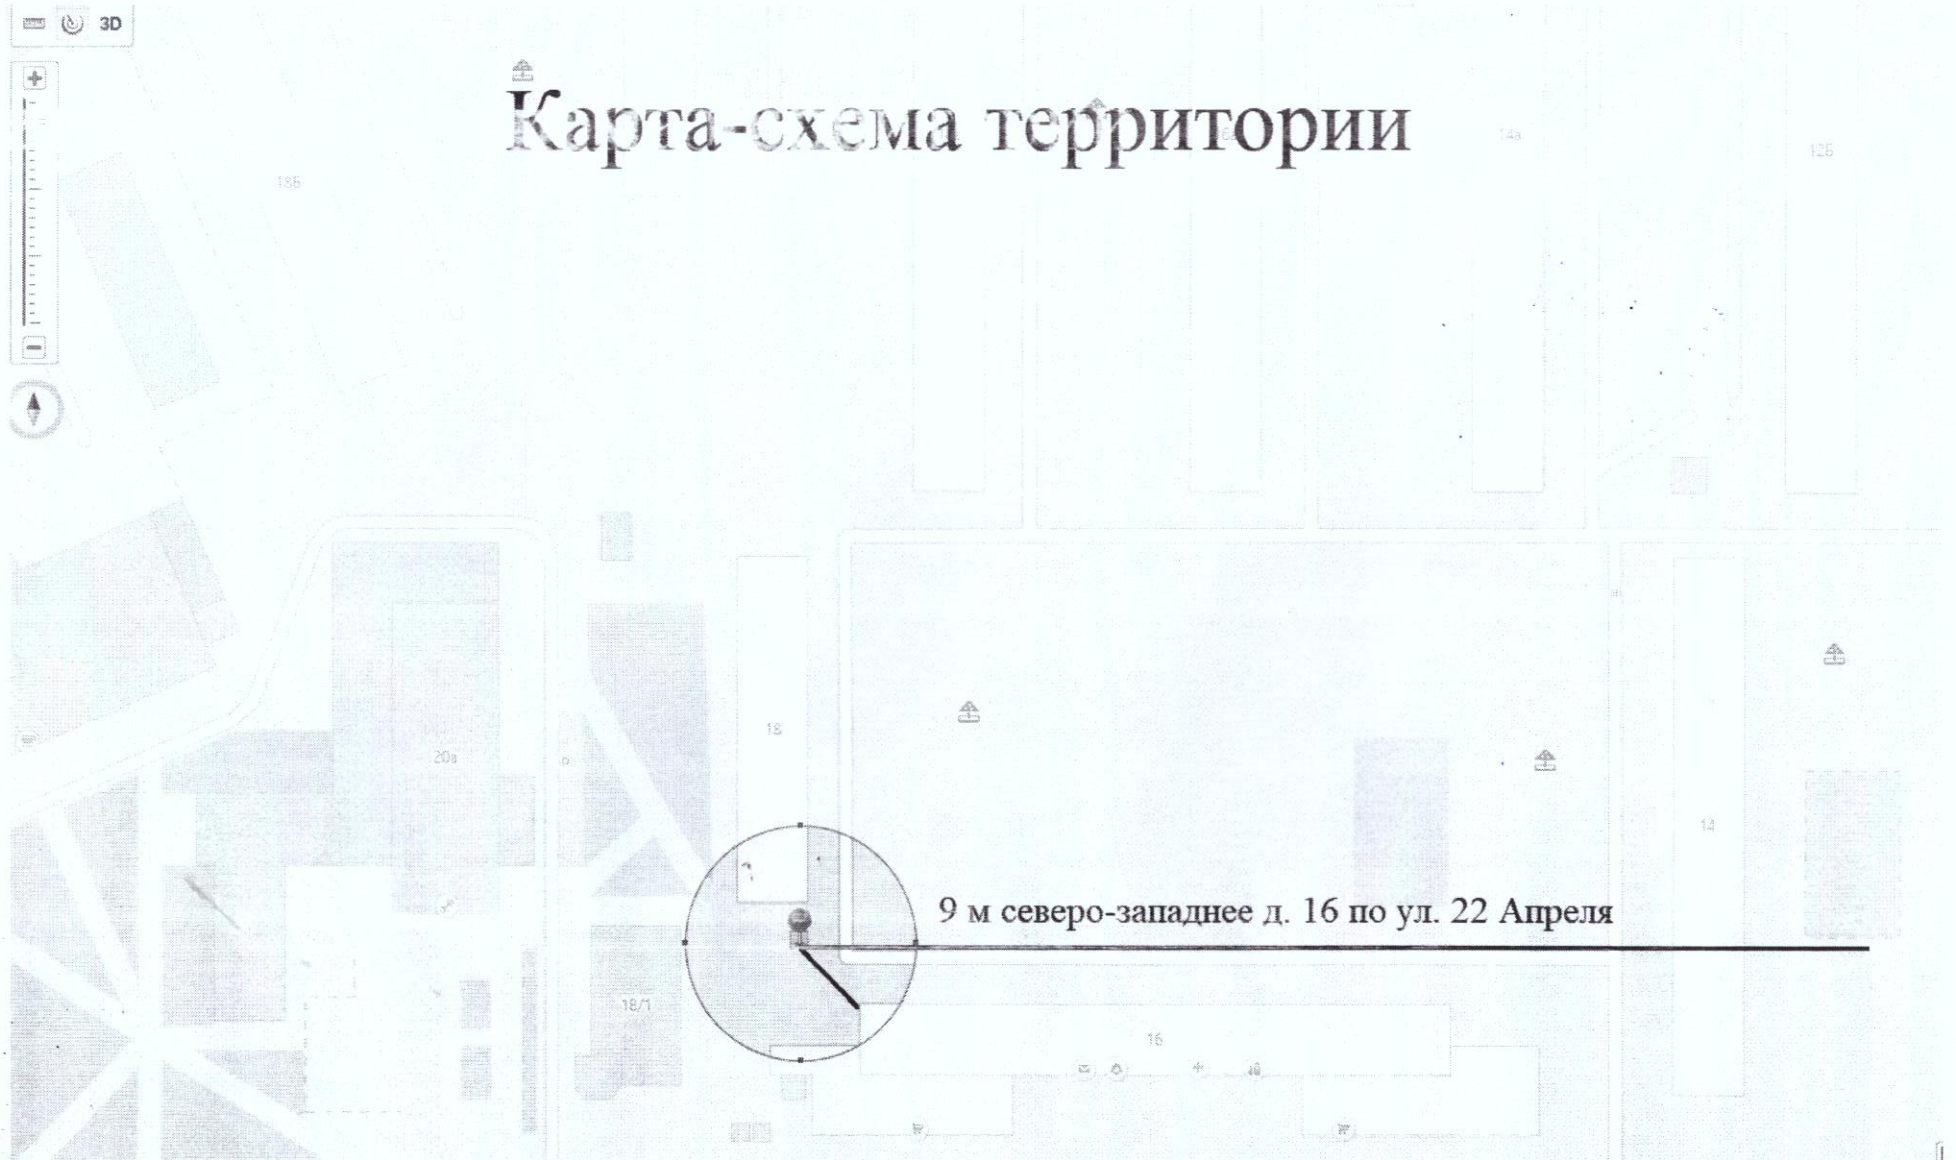 3D
Карта-схема территории
14а
12Б
18Б
18
20а
14
9 м северо-западнее д. 16 по ул. 22 Апреля
18/1
16